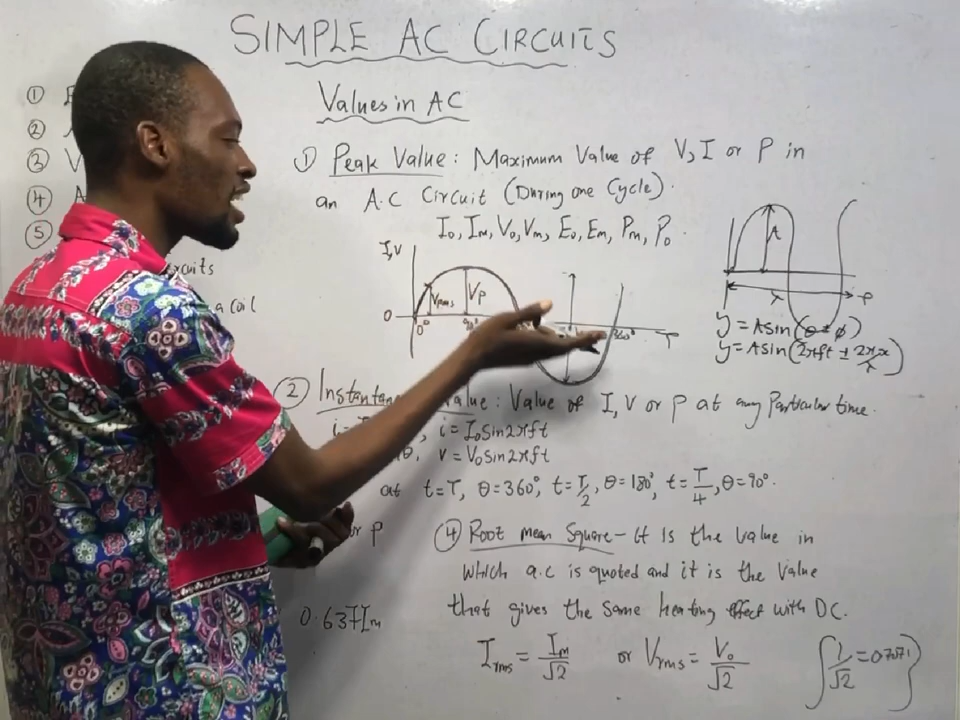 SIMPLE AC CIRCUITS
Values in AC
①
②
③ V
④ A
⑤
rcuits
a coil
① Peak Value: Maximum Value of V, I or P in
an A.C Circuit (During one Cycle).
I₀, Iₘ, V₀, Vₘ, E₀, Eₘ, Pₘ, P₀.
I,V
0
Vrms
Vp
0°
90°
360°
T
A
λ
y = A sin(θ ± φ)
y = A sin(2πft ± 2πx/λ)
② Value: Value of I, V or P at any Particular time.
i = I₀Sin2πft
θ, v = V₀Sin2πft
at t=T, θ=360°, t=T/2, θ=180°, t=T/4, θ=90°.
or P
0.637Iₘ
④ Root mean Square – It Is the Value in
which a.c is quoted and it is the Value
that gives the Same heating effect with DC.
Irms = Iₘ/√2 or Vrms = V₀/√2 {1/√2 = 0.7071}